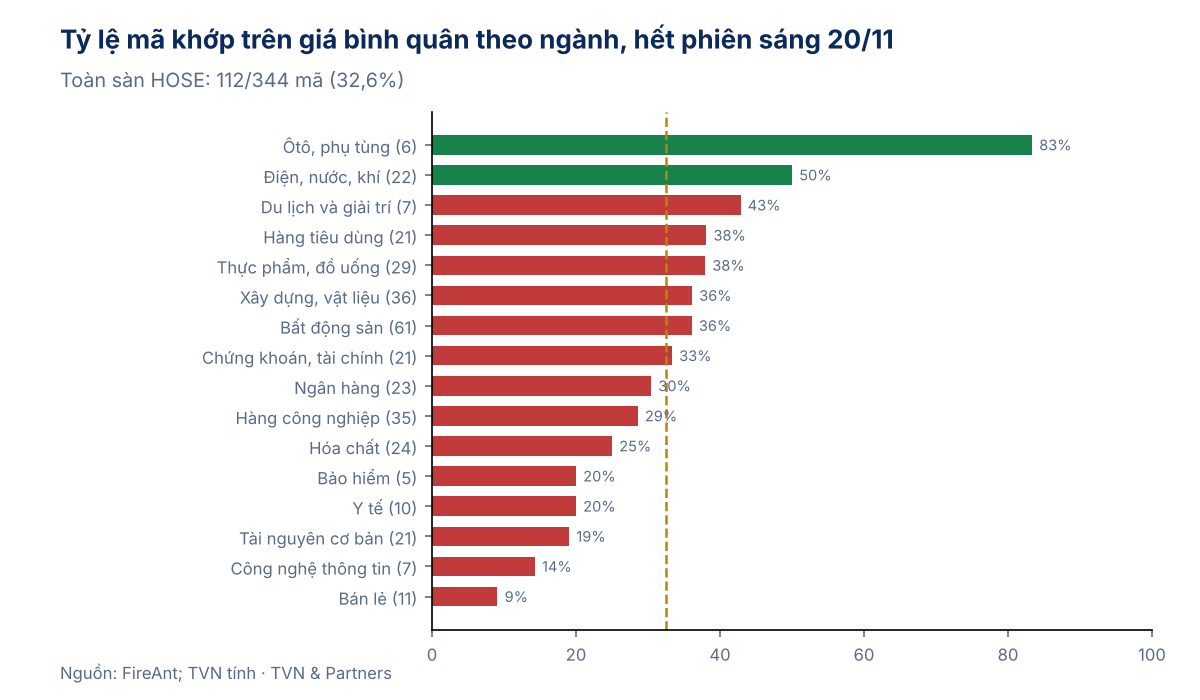 Tỷ lệ mã khớp trên giá bình quân theo ngành, hết phiên sáng 20/11
Toàn sàn HOSE: 112/344 mã (32,6%)
Ôtô, phụ tùng (6) 83%
Điện, nước, khí (22) 50%
Du lịch và giải trí (7) 43%
Hàng tiêu dùng (21) 38%
Thực phẩm, đồ uống (29) 38%
Xây dựng, vật liệu (36) 36%
Bất động sản (61) 36%
Chứng khoán, tài chính (21) 33%
Ngân hàng (23) 30%
Hàng công nghiệp (35) 29%
Hóa chất (24) 25%
Bảo hiểm (5) 20%
Y tế (10) 20%
Tài nguyên cơ bản (21) 19%
Công nghệ thông tin (7) 14%
Bán lẻ (11) 9%
0 20 40 60 80 100
Nguồn: FireAnt; TVN tính · TVN & Partners